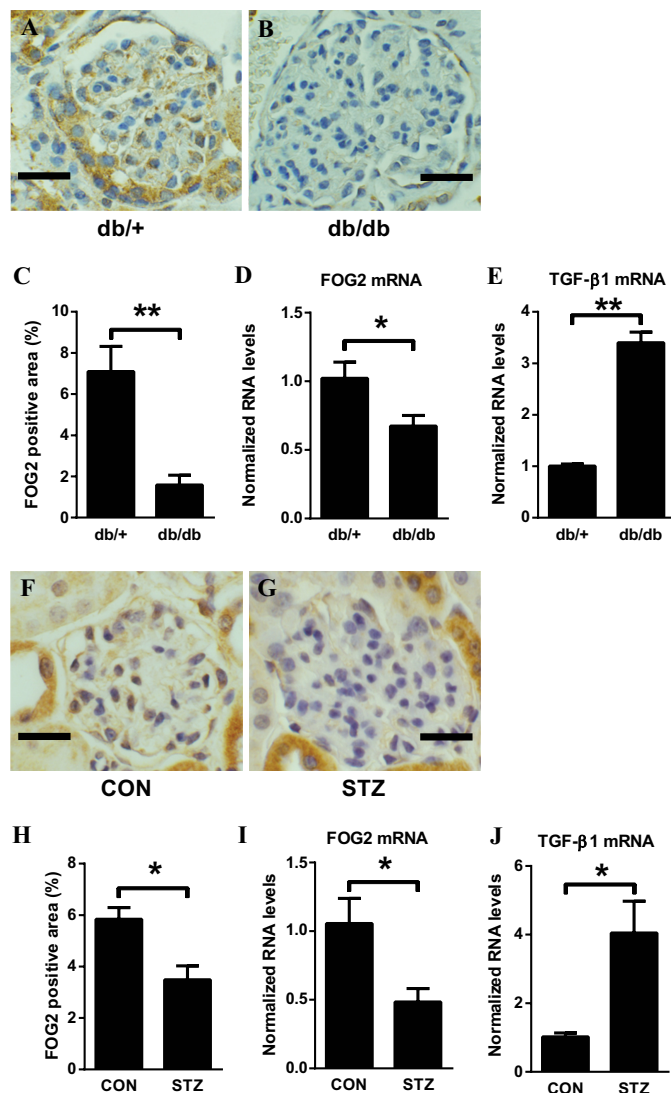 A B
db/+ db/db
C D E
FOG2 mRNA TGF-β1 mRNA
FOG2 positive area (%)
10
8
6
4
2
0
**
db/+ db/db
Normalized RNA levels
1.5
1.0
0.5
0.0
*
db/+ db/db
Normalized RNA levels
4
3
2
1
0
**
db/+ db/db
F G
CON STZ
H I J
FOG2 mRNA TGF-β1 mRNA
FOG2 positive area (%)
8
6
4
2
0
*
CON STZ
Normalized RNA levels
1.5
1.0
0.5
0.0
*
CON STZ
Normalized RNA levels
6
4
2
0
*
CON STZ